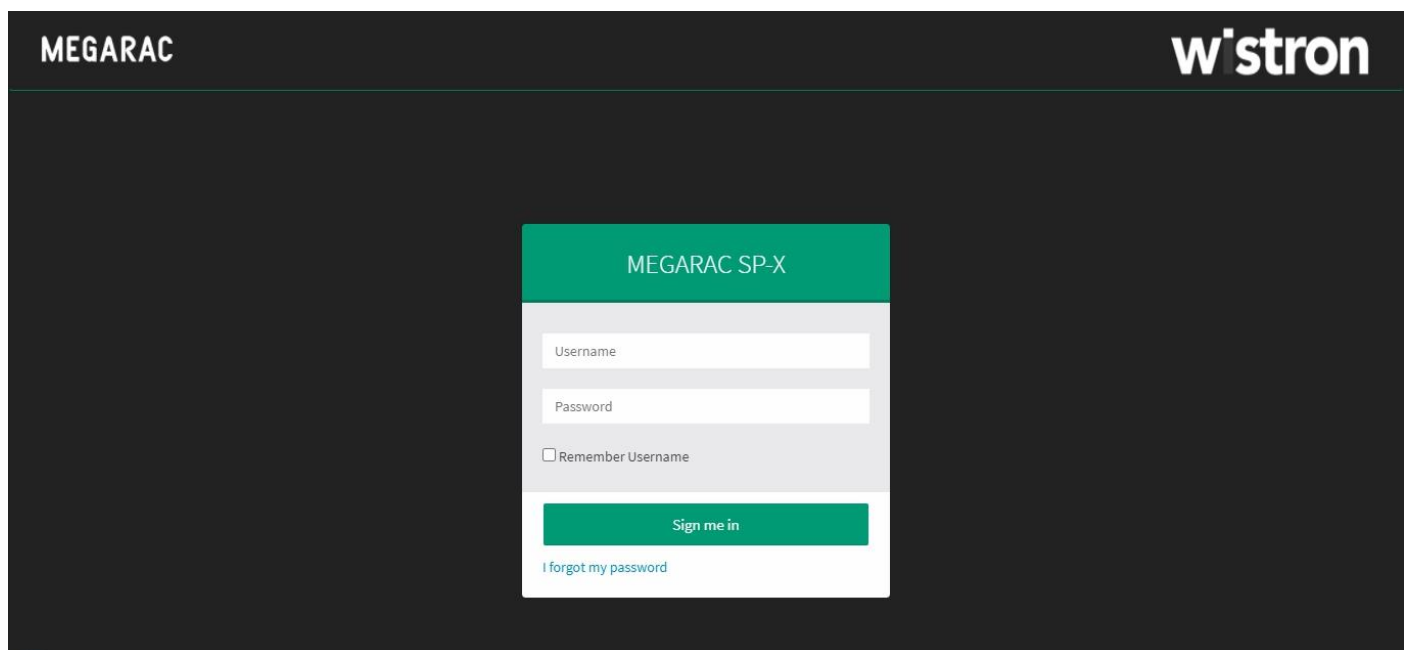 MEGARAC
wistron
MEGARAC SP-X
Username
Password
Remember Username
Sign me in
I forgot my password